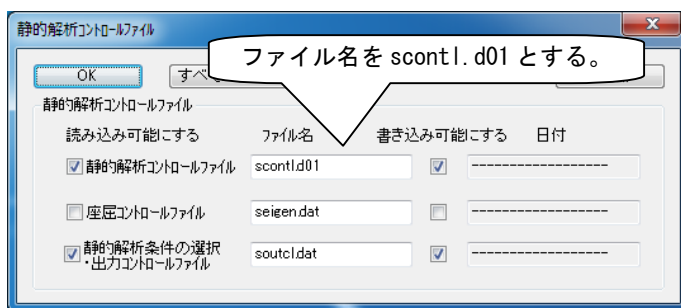 静的解析コントロールファイル
ファイル名を scontl.d01 とする。
OK
すべ
静的解析コントロールファイル
読み込み可能にする ファイル名 書き込み可能にする 日付
静的解析コントロールファイル scontl.d01 ------------------
座屈コントロールファイル seigen.dat ------------------
静的解析条件の選択
・出力コントロールファイル soutcl.dat ------------------